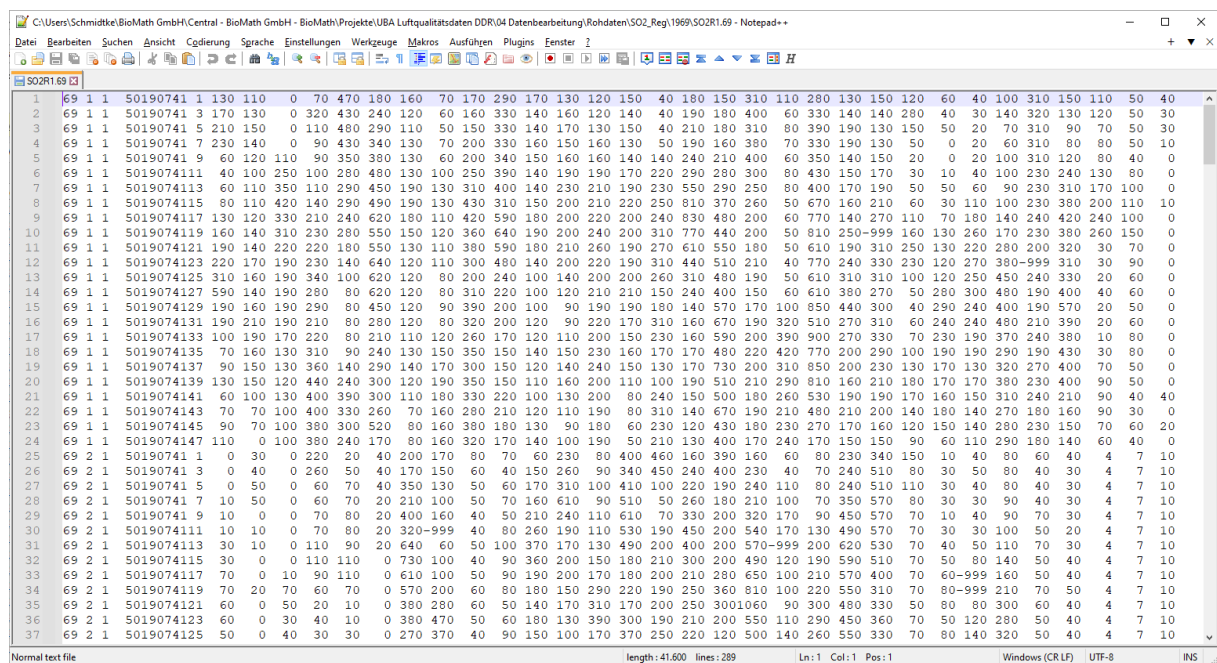 C:\Users\Schmidtke\BioMath GmbH\Central - BioMath GmbH - BioMath\Projekte\UBA Luftqualitätsdaten DDR\04 Datenbearbeitung\Rohdaten\SO2_Reg\1969\SO2R1.69 - Notepad++
Datei Bearbeiten Suchen Ansicht Codierung Sprache Einstellungen Werkzeuge Makros Ausführen Plugins Fenster ?
SO2R1.69
1 69 1 1 50190741 1 130 110 0 70 470 180 160 70 170 290 170 130 120 150 40 180 150 310 110 280 130 150 120 60 40 100 310 150 110 50 40
2 69 1 1 50190741 3 170 130 0 320 430 240 120 60 160 330 140 160 120 140 40 190 180 400 60 330 140 140 280 40 30 140 320 130 120 50 30
3 69 1 1 50190741 5 210 150 0 110 480 290 110 50 150 330 140 170 130 150 40 210 180 310 80 390 190 130 150 50 20 70 310 90 70 50 30
4 69 1 1 50190741 7 230 140 0 90 430 340 130 70 200 330 160 150 160 130 50 190 160 380 70 330 190 130 50 0 20 60 310 80 80 50 10
5 69 1 1 50190741 9 60 120 110 90 350 380 130 60 200 340 150 160 160 140 140 240 210 400 60 350 140 150 20 0 20 100 310 120 80 40 0
6 69 1 1 5019074111 40 100 250 100 280 480 130 100 250 390 140 190 190 170 220 290 280 300 80 430 150 170 30 10 40 100 230 240 130 80 0
7 69 1 1 5019074113 60 110 350 110 290 450 190 130 310 400 140 230 210 190 230 550 290 250 80 400 170 190 50 50 60 90 230 310 170 100 0
8 69 1 1 5019074115 80 110 420 140 290 490 190 130 430 310 150 200 210 220 250 810 370 260 50 670 160 210 60 30 110 100 230 380 200 110 10
9 69 1 1 5019074117 130 120 330 210 240 620 180 110 420 590 180 200 220 200 240 830 480 200 60 770 140 270 110 70 180 140 240 420 240 100 0
10 69 1 1 5019074119 160 140 310 230 280 550 150 120 360 640 190 200 240 200 310 770 440 200 50 810 250-999 160 130 260 170 230 380 260 150 0
11 69 1 1 5019074121 190 140 220 220 180 550 130 110 380 590 180 210 260 190 270 610 550 180 50 610 190 310 250 130 220 280 200 320 30 70 0
12 69 1 1 5019074123 220 170 190 230 140 640 120 110 300 480 140 200 220 190 310 440 510 210 40 770 240 330 230 120 270 380-999 310 30 90 0
13 69 1 1 5019074125 310 160 190 340 100 620 120 80 200 240 100 140 200 200 260 310 480 190 50 610 310 310 100 120 250 450 240 330 20 60 0
14 69 1 1 5019074127 590 140 190 280 80 620 120 80 310 220 100 120 210 210 150 240 400 150 60 610 380 270 50 280 300 480 190 400 40 60 0
15 69 1 1 5019074129 190 160 190 290 80 450 120 90 390 200 100 90 190 190 180 140 570 170 100 850 440 300 40 290 240 400 190 570 20 50 0
16 69 1 1 5019074131 190 210 190 210 80 280 120 80 320 200 120 90 220 170 310 160 670 190 320 510 270 310 60 240 240 480 210 390 20 60 0
17 69 1 1 5019074133 100 190 170 220 80 210 110 120 260 170 120 110 200 150 230 160 590 200 390 900 270 330 70 230 190 370 240 380 10 80 0
18 69 1 1 5019074135 70 160 130 310 90 240 130 150 350 150 140 150 230 160 170 170 480 220 420 770 200 290 100 190 190 290 190 430 30 80 0
19 69 1 1 5019074137 90 150 130 360 140 290 140 170 300 150 120 140 240 150 130 170 730 200 310 850 200 230 130 170 130 320 270 400 70 50 0
20 69 1 1 5019074139 130 150 120 440 240 300 120 190 350 150 110 160 200 110 100 190 510 210 290 810 160 210 180 170 170 380 230 400 90 50 0
21 69 1 1 5019074141 60 100 130 400 390 300 110 180 330 220 100 130 200 80 240 150 500 180 260 530 190 190 170 160 150 310 240 210 90 40 40
22 69 1 1 5019074143 70 70 100 400 330 260 70 160 280 210 120 110 190 80 310 140 670 190 210 480 210 200 140 180 140 270 180 160 90 30 0
23 69 1 1 5019074145 90 70 100 380 300 520 80 160 380 180 130 90 180 60 230 120 430 180 230 270 170 160 120 150 140 280 230 150 70 60 20
24 69 1 1 5019074147 110 0 100 380 240 170 80 160 320 170 140 100 190 50 210 130 400 170 240 170 150 150 90 60 110 290 180 140 60 40 0
25 69 2 1 50190741 1 0 30 0 220 20 40 200 170 80 70 60 230 80 400 460 160 390 160 60 80 230 340 150 10 40 80 60 40 4 7 10
26 69 2 1 50190741 3 0 40 0 260 50 40 170 150 60 40 150 260 90 340 450 240 400 230 40 70 240 510 80 30 50 80 40 30 4 7 10
27 69 2 1 50190741 5 0 50 0 60 70 40 350 130 50 60 170 310 100 410 100 220 190 240 110 80 240 510 110 30 40 80 40 30 4 7 10
28 69 2 1 50190741 7 10 50 0 60 70 20 210 100 50 70 160 610 90 510 50 260 180 210 100 70 350 570 80 30 30 90 40 30 4 7 10
29 69 2 1 50190741 9 10 0 0 70 80 20 400 160 40 50 210 240 110 610 70 330 200 320 170 90 450 570 70 10 40 90 70 30 4 7 10
30 69 2 1 5019074111 10 10 0 70 80 20 320-999 40 80 260 190 110 530 190 450 200 540 170 130 490 570 70 30 30 100 50 20 4 7 10
31 69 2 1 5019074113 30 10 0 110 90 20 640 60 50 100 370 170 130 490 200 400 200 570-999 200 620 530 70 40 50 110 70 30 4 7 10
32 69 2 1 5019074115 30 0 0 110 110 0 730 100 40 90 360 200 150 180 210 300 200 490 120 190 590 510 70 50 80 140 50 40 4 7 10
33 69 2 1 5019074117 70 0 10 90 110 0 610 100 50 90 190 200 170 180 200 210 280 650 100 210 570 400 70 60-999 160 50 40 4 7 10
34 69 2 1 5019074119 70 20 70 60 70 0 570 200 60 80 180 150 290 220 190 250 360 810 100 220 550 310 70 80-999 210 70 50 4 7 10
35 69 2 1 5019074121 60 0 50 20 10 0 380 280 60 50 140 170 310 170 200 250 3001060 90 300 480 330 50 80 80 300 60 40 4 7 10
36 69 2 1 5019074123 60 0 30 40 10 0 380 470 50 60 180 130 390 300 190 210 200 550 110 290 450 360 70 50 120 280 50 40 4 7 10
37 69 2 1 5019074125 50 0 40 30 30 0 270 370 40 90 150 100 170 370 250 220 120 500 140 260 550 330 70 80 140 320 50 40 4 7 10
Normal text file length : 41.600 lines : 289 Ln : 1 Col : 1 Pos : 1 Windows (CR LF) UTF-8 INS